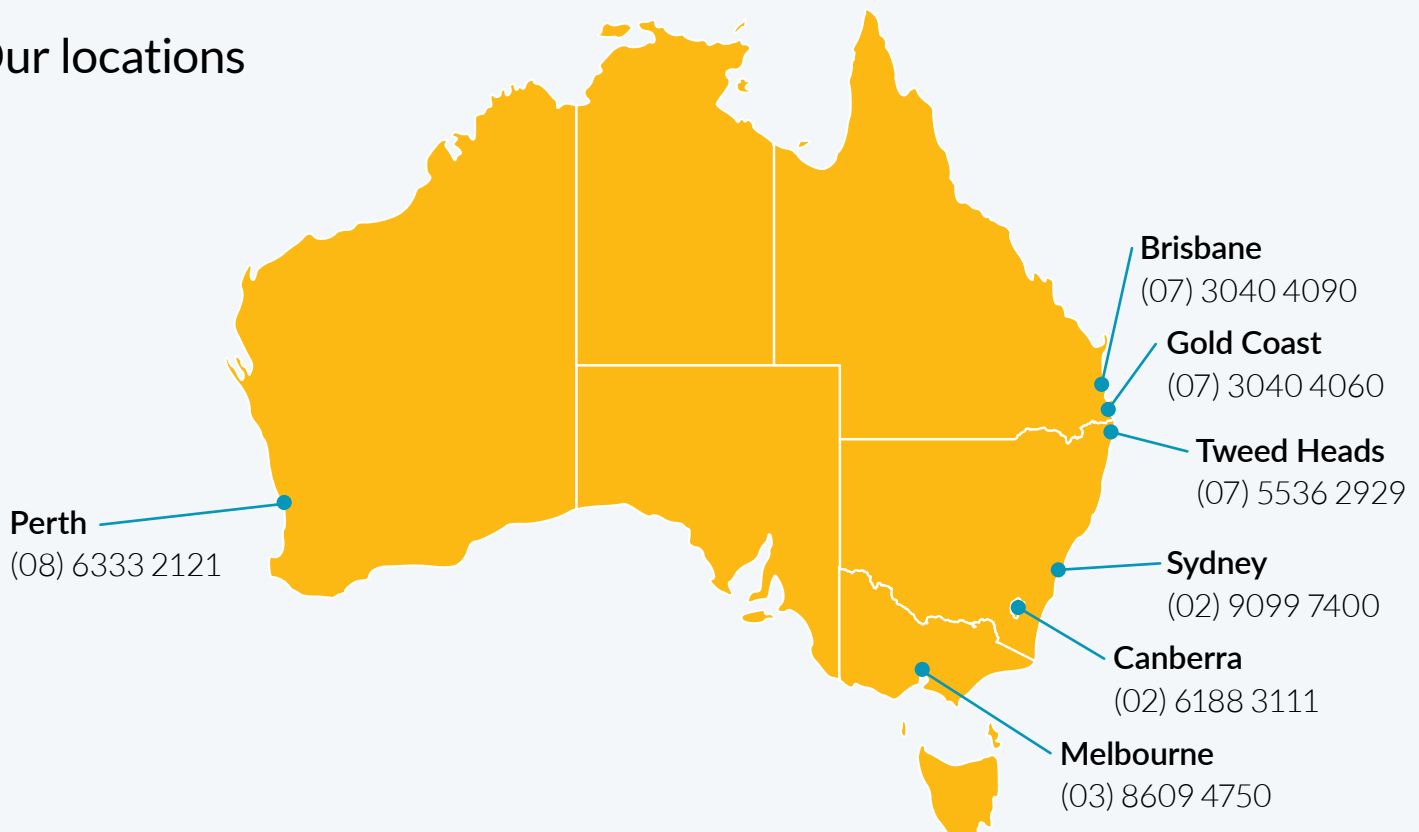 Our locations
Brisbane
(07) 3040 4090
Gold Coast
(07) 3040 4060
Tweed Heads
(07) 5536 2929
Perth
(08) 6333 2121
Sydney
(02) 9099 7400
Canberra
(02) 6188 3111
Melbourne
(03) 8609 4750